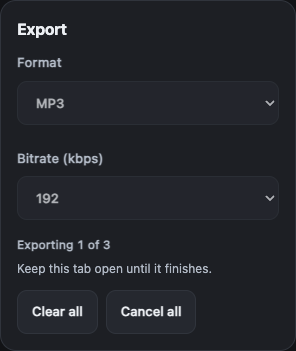 Export
Format
MP3
Bitrate (kbps)
192
Exporting 1 of 3
Keep this tab open until it finishes.
Clear all
Cancel all